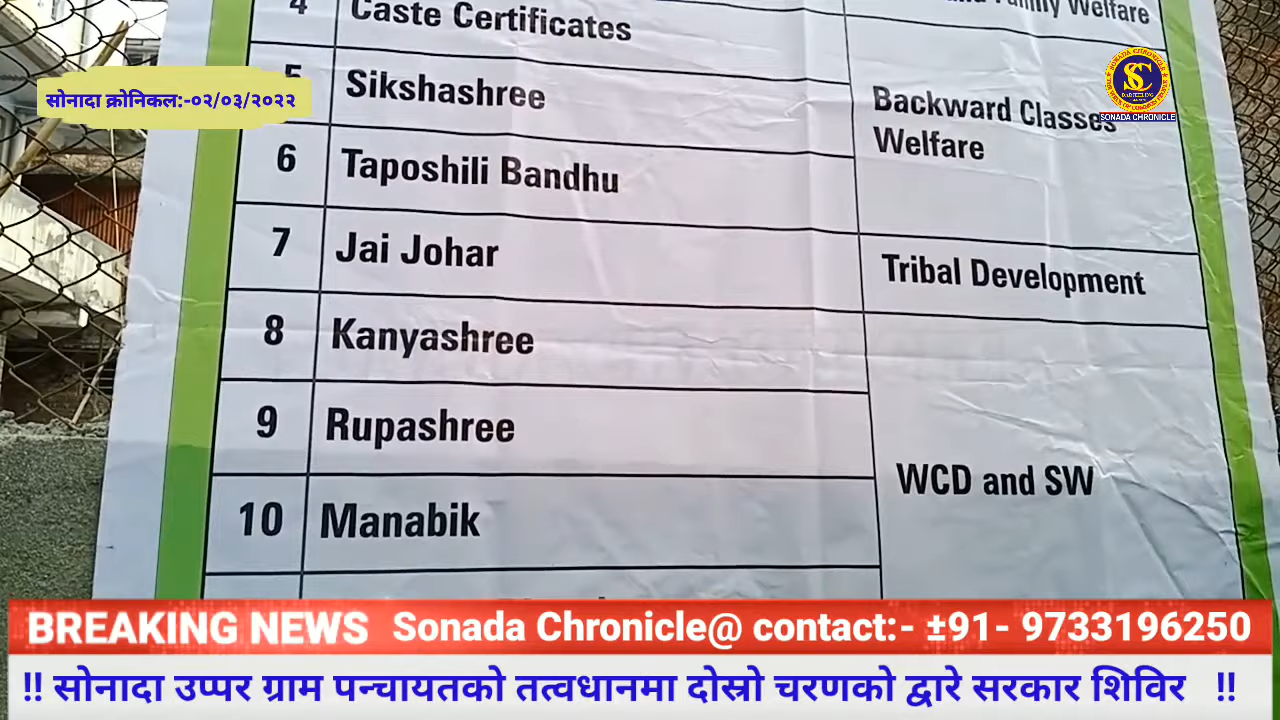 4 Caste Certificates
Family Welfare
सोनादा क्रोनिकल:-०२/०३/२०२२
5 Sikshashree
Backward Classes
Welfare
SONADA CHRONICLE
6 Taposhili Bandhu
7 Jai Johar
Tribal Development
8 Kanyashree
9 Rupashree
WCD and SW
10 Manabik
BREAKING NEWS Sonada Chronicle@ contact:- ±91- 9733196250
!! सोनादा उप्पर ग्राम पन्चायतको तत्वधानमा दोस्रो चरणको द्वारे सरकार शिविर !!